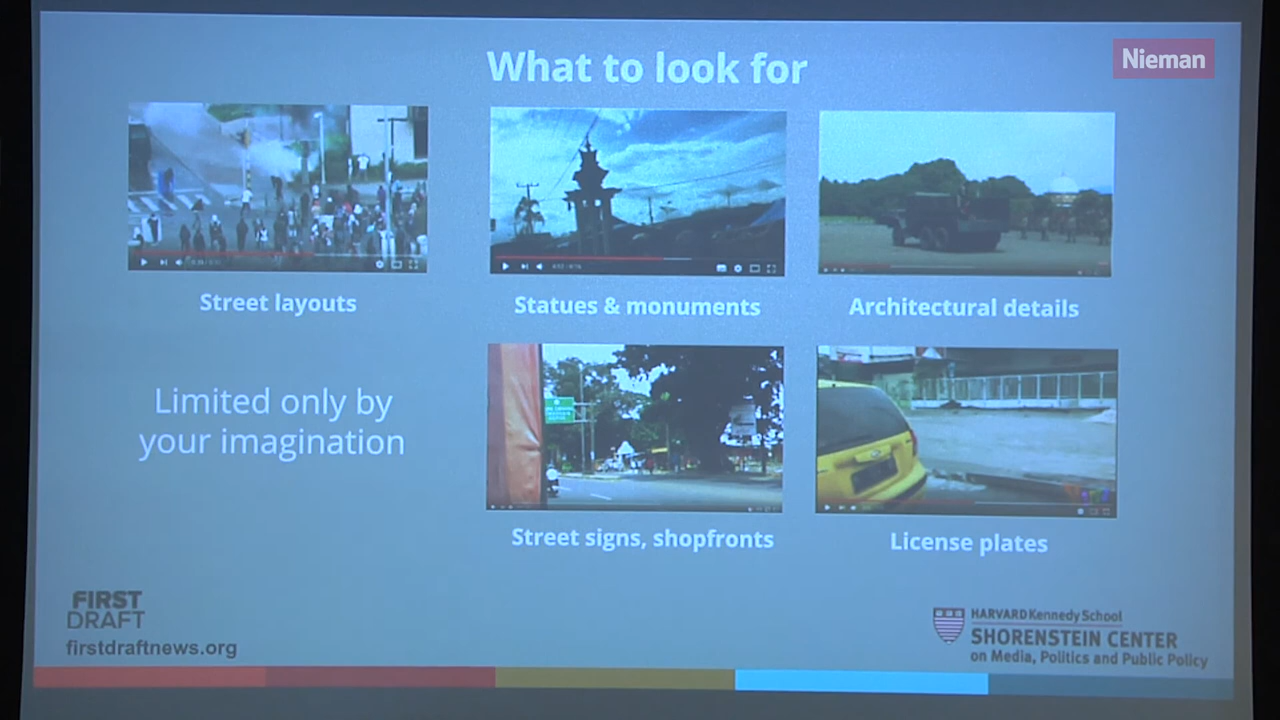 What to look for
Nieman
Street layouts
Statues & monuments
Architectural details
Limited only by
your imagination
Street signs, shopfronts
License plates
FIRST
DRAFT
firstdraftnews.org
HARVARD Kennedy School
SHORENSTEIN CENTER
on Media, Politics and Public Policy